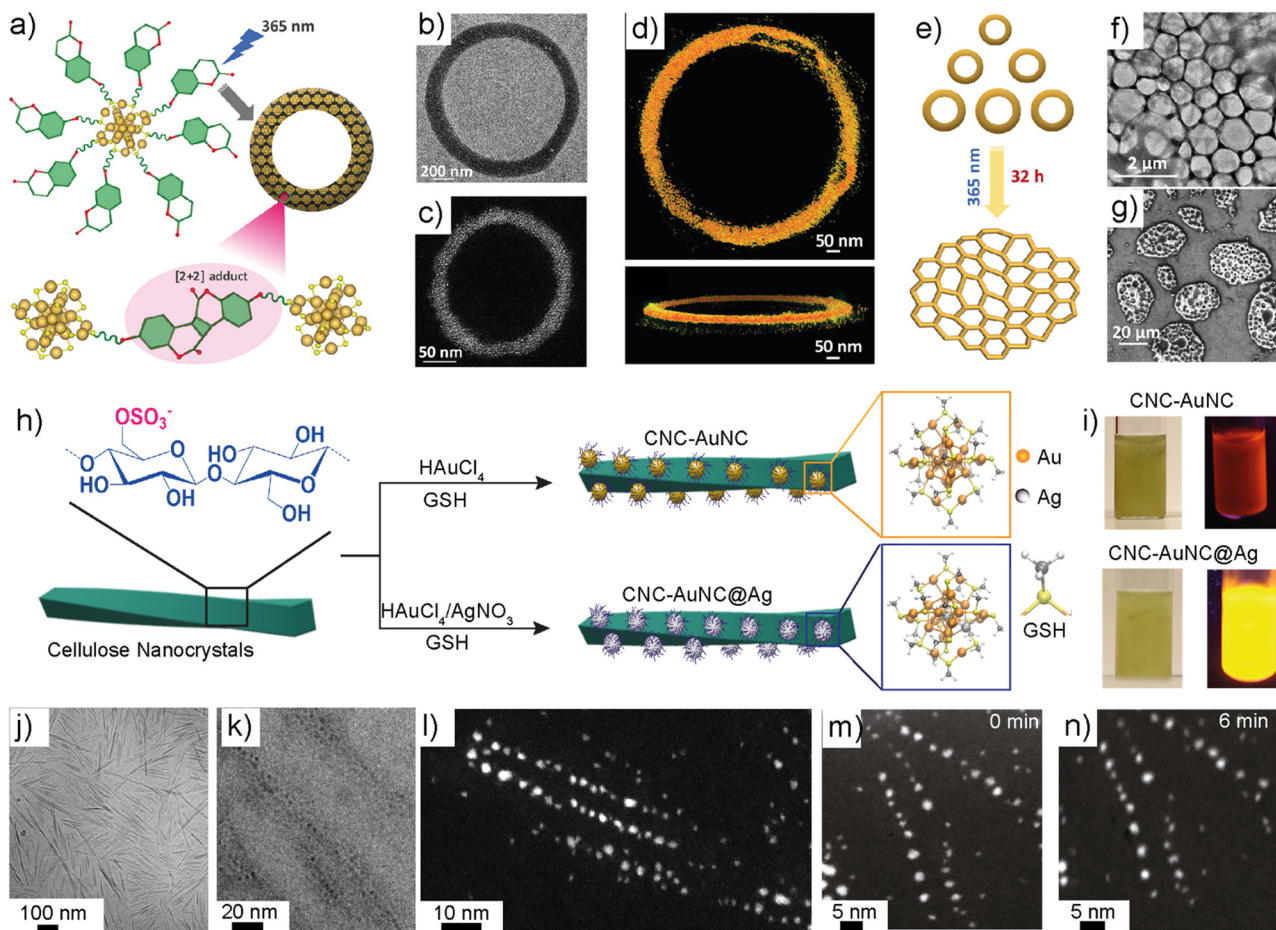 a)
365 nm
[2+2] adduct
b)
200 nm
c)
50 nm
d)
50 nm
50 nm
e)
365 nm
32 h
f)
2 µm
g)
20 µm
h)
OSO₃⁻
OH
OH
O
O
O
O
O
HO
OH
HO
OH
Cellulose Nanocrystals
HAuCl₄
GSH
HAuCl₄/AgNO₃
GSH
CNC-AuNC
CNC-AuNC@Ag
Au
Ag
GSH
i)
CNC-AuNC
CNC-AuNC@Ag
j)
100 nm
k)
20 nm
l)
10 nm
m)
0 min
5 nm
n)
6 min
5 nm